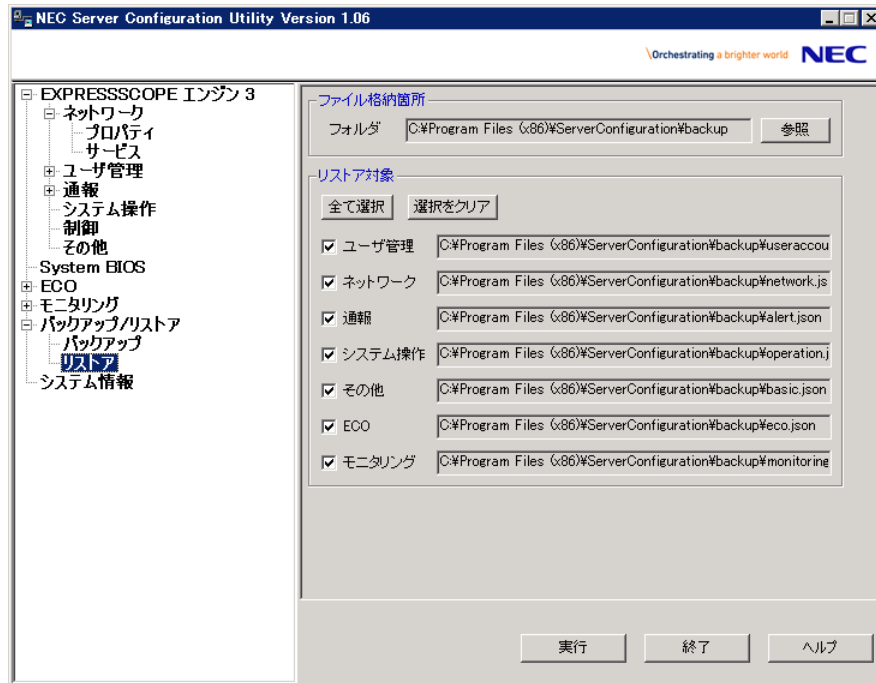 NEC Server Configuration Utility Version 1.06
\Orchestrating a brighter world NEC
EXPRESSSCOPE エンジン 3
ネットワーク
プロパティ
サービス
ユーザ管理
通報
システム操作
制御
その他
System BIOS
ECO
モニタリング
バックアップ/リストア
バックアップ
リストア
システム情報
ファイル格納箇所
フォルダ C:¥Program Files (x86)¥ServerConfiguration¥backup 参照
リストア対象
全て選択 選択をクリア
ユーザ管理 C:¥Program Files (x86)¥ServerConfiguration¥backup¥useraccou
ネットワーク C:¥Program Files (x86)¥ServerConfiguration¥backup¥network.js
通報 C:¥Program Files (x86)¥ServerConfiguration¥backup¥alert.json
システム操作 C:¥Program Files (x86)¥ServerConfiguration¥backup¥operation.j
その他 C:¥Program Files (x86)¥ServerConfiguration¥backup¥basic.json
ECO C:¥Program Files (x86)¥ServerConfiguration¥backup¥eco.json
モニタリング C:¥Program Files (x86)¥ServerConfiguration¥backup¥monitoring
実行 終了 ヘルプ